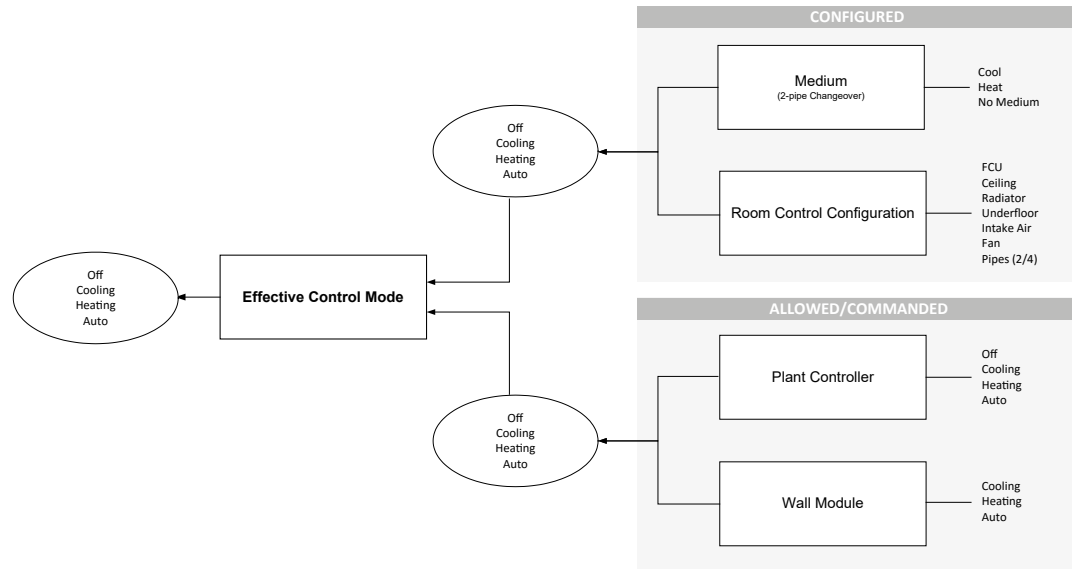 CONFIGURED
Medium
(2-pipe Changeover)
Cool
Heat
No Medium
Off
Cooling
Heating
Auto
Room Control Configuration
FCU
Ceiling
Radiator
Underfloor
Intake Air
Fan
Pipes (2/4)
Off
Cooling
Heating
Auto
Effective Control Mode
ALLOWED/COMMANDED
Plant Controller
Off
Cooling
Heating
Auto
Off
Cooling
Heating
Auto
Wall Module
Cooling
Heating
Auto